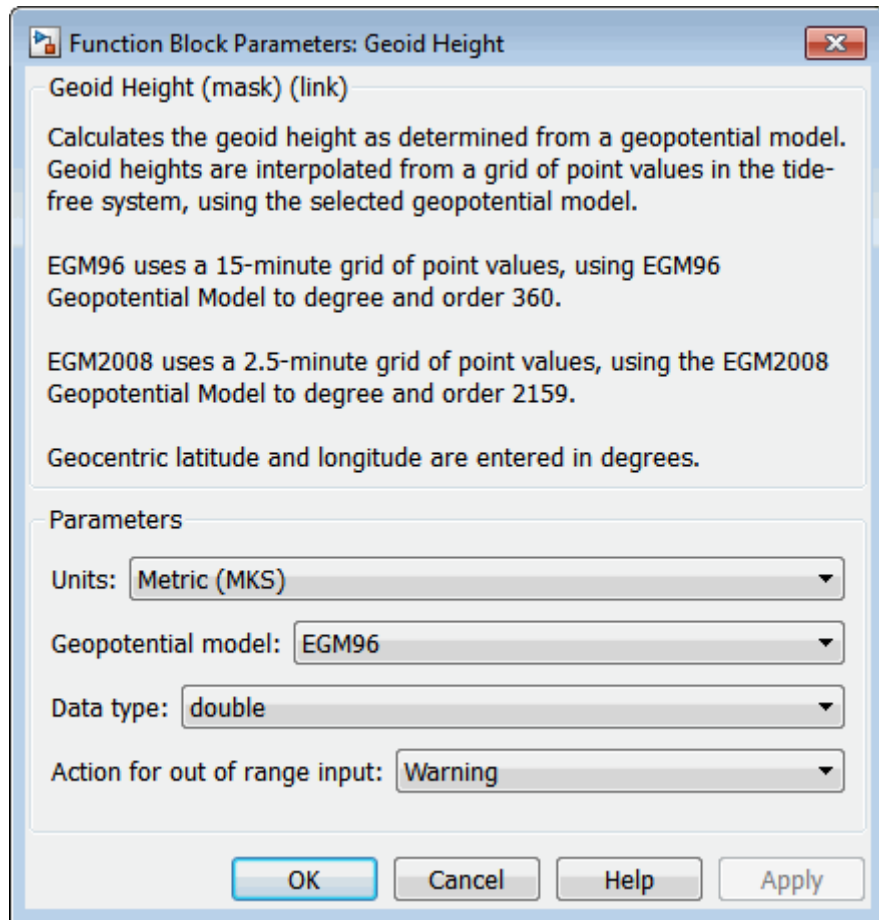 Function Block Parameters: Geoid Height
Geoid Height (mask) (link)
Calculates the geoid height as determined from a geopotential model.
Geoid heights are interpolated from a grid of point values in the tide-
free system, using the selected geopotential model.
EGM96 uses a 15-minute grid of point values, using EGM96
Geopotential Model to degree and order 360.
EGM2008 uses a 2.5-minute grid of point values, using the EGM2008
Geopotential Model to degree and order 2159.
Geocentric latitude and longitude are entered in degrees.
Parameters
Units: Metric (MKS)
Geopotential model: EGM96
Data type: double
Action for out of range input: Warning
OK Cancel Help Apply